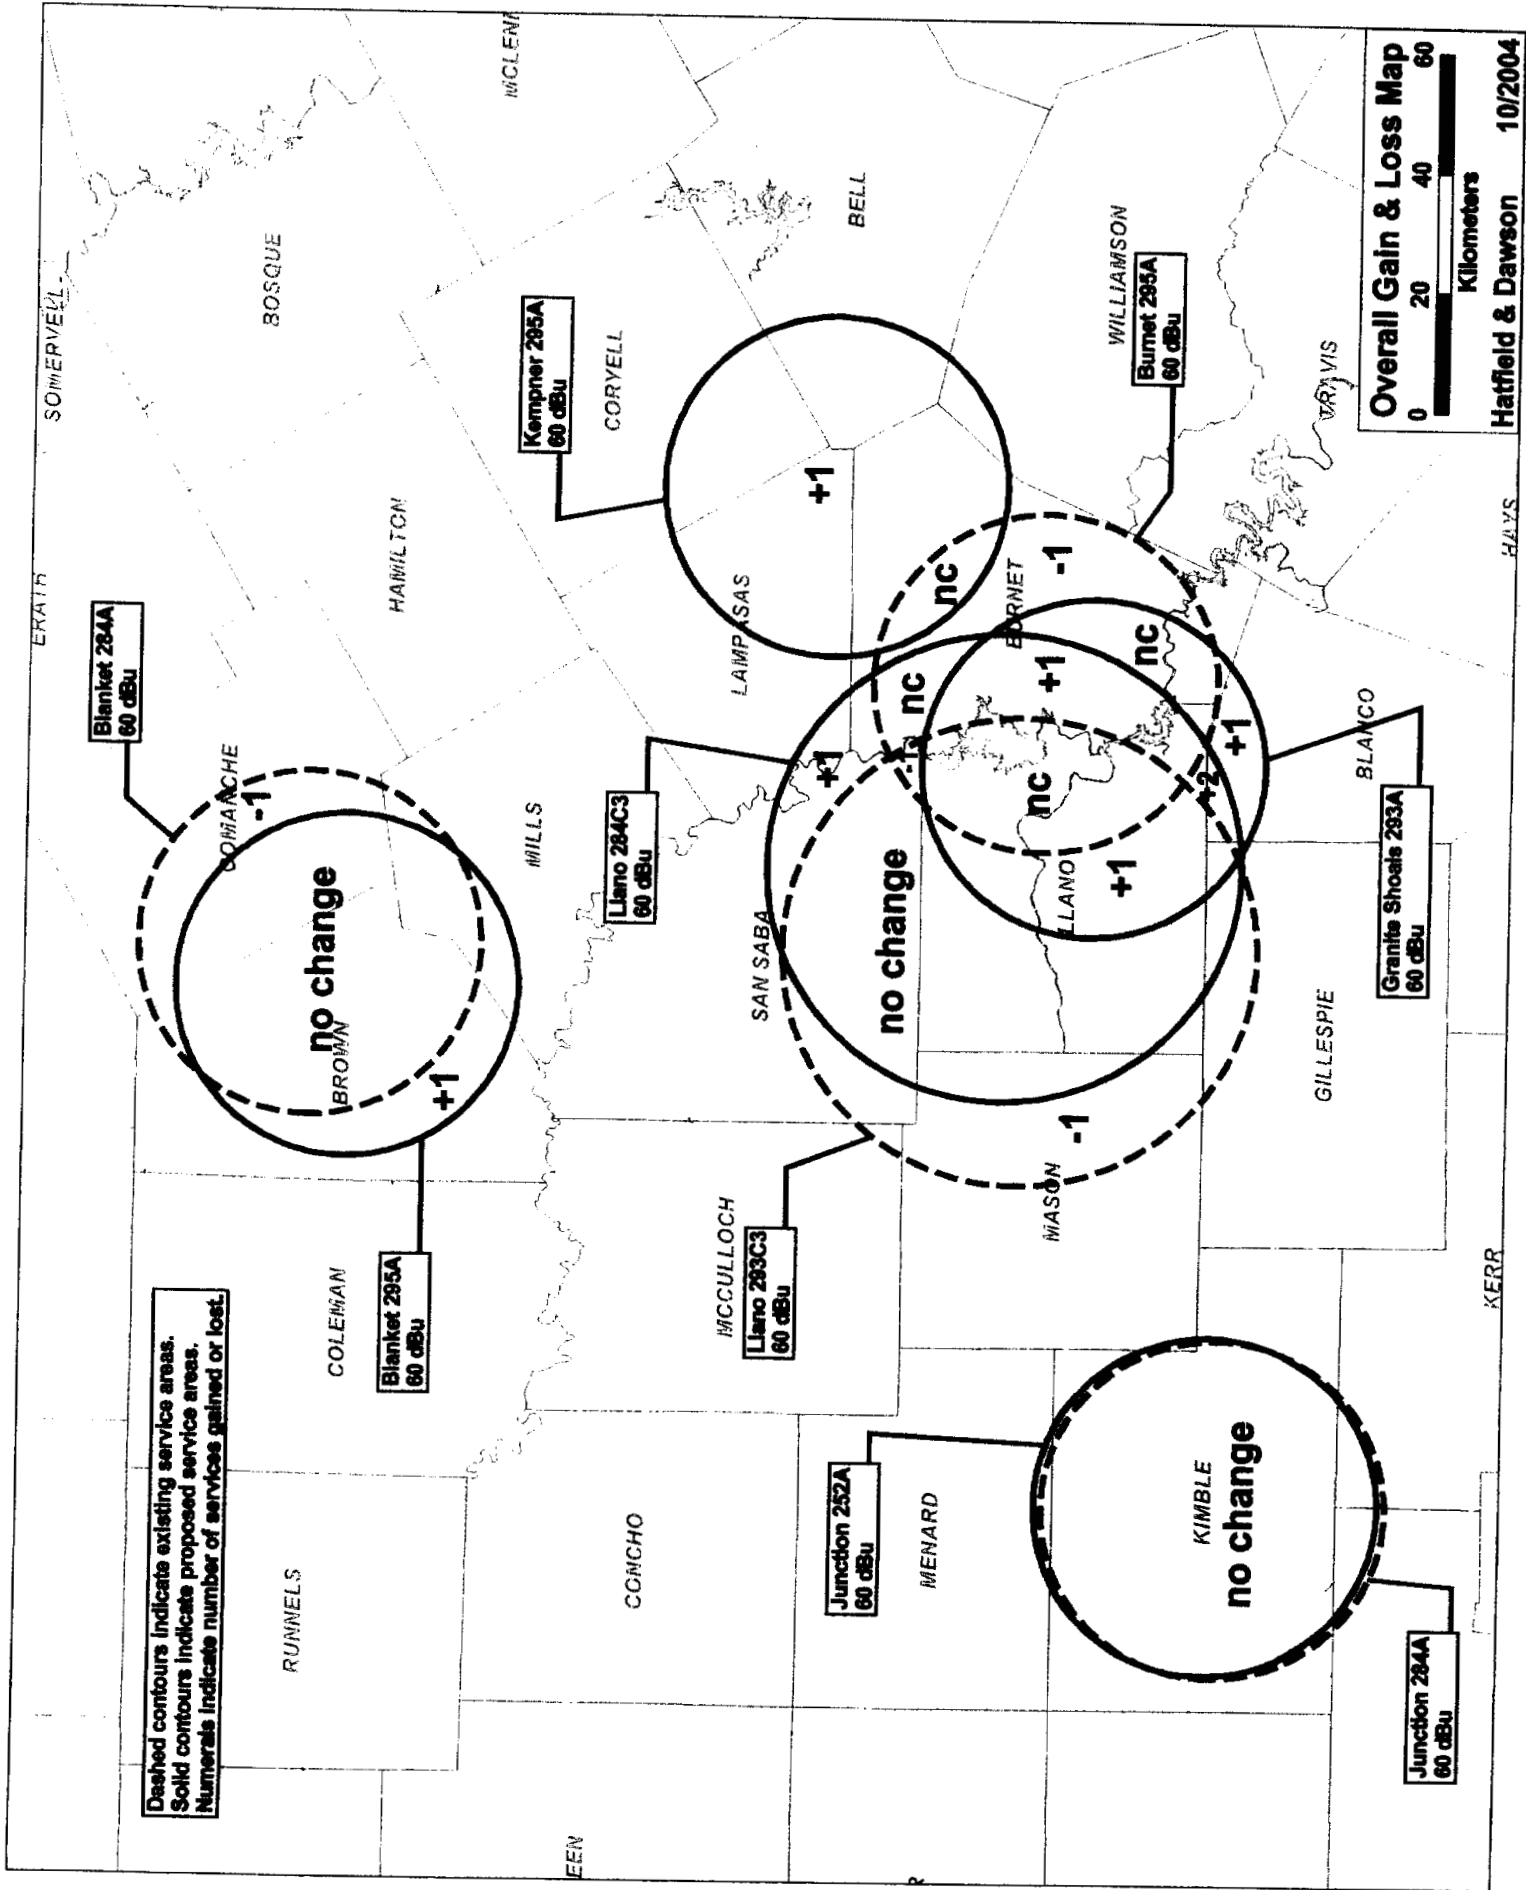 Dashed contours indicate existing service areas.
Solid contours indicate proposed service areas.
Numerals indicate number of services gained or lost.
ERATH
SOMERVELL
Blanket 284A
60 dBu
COMANCHE
-1
no change
BROWN
+1
Blanket 295A
60 dBu
COLEMAN
RUNNELS
HAMILTON
BOSQUE
MCLENN
MILLS
Kempner 295A
60 dBu
CORYELL
+1
LAMPASAS
BELL
Llano 284C3
60 dBu
SAN SABA
+1
nc
nc
-1
no change
MCCULLOCH
Llano 293C3
60 dBu
EEN
CONCHO
Junction 252A
60 dBu
MENARD
BURNET
-1
+1
nc
nc
+1
LLANO
-1
MASON
WILLIAMSON
Burnet 295A
60 dBu
+2
+1
KIMBLE
no change
GILLESPIE
BLANCO
Granite Shoals 293A
60 dBu
TRAVIS
HAYS
KERR
Junction 284A
60 dBu
R
Overall Gain & Loss Map
0 20 40 60
Kilometers
Hatfield & Dawson 10/2004